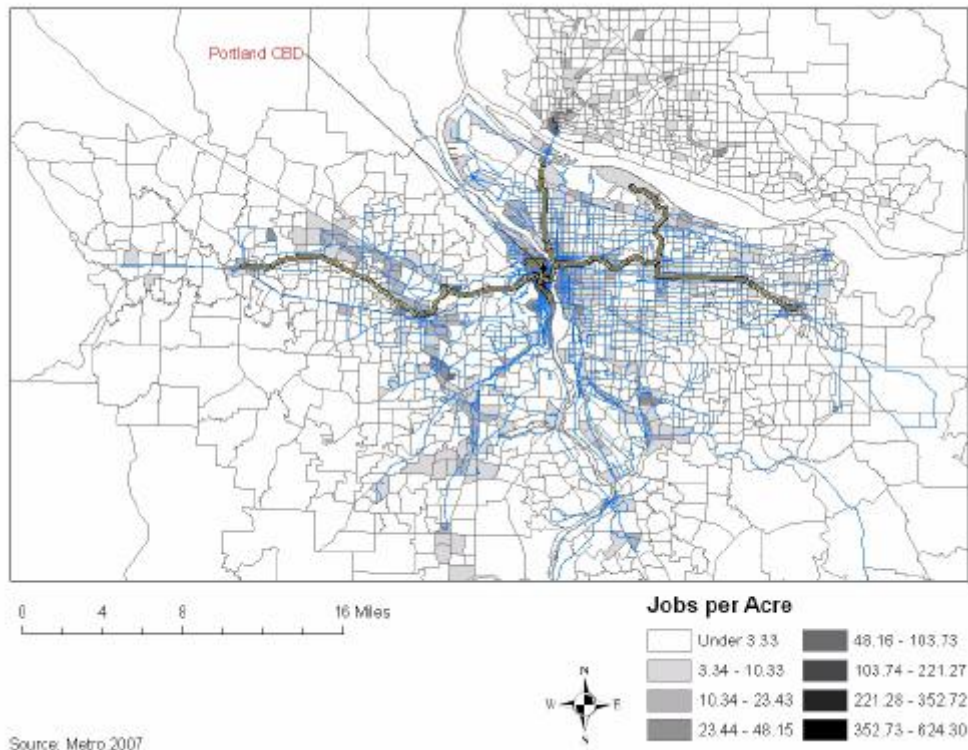 Portland CBD
0 4 8 16 Miles
Jobs per Acre
Under 3.33
3.34 - 10.33
10.34 - 23.43
23.44 - 48.15
48.16 - 103.73
103.74 - 221.27
221.28 - 352.72
352.73 - 624.30
N
W E
S
Source: Metro 2007